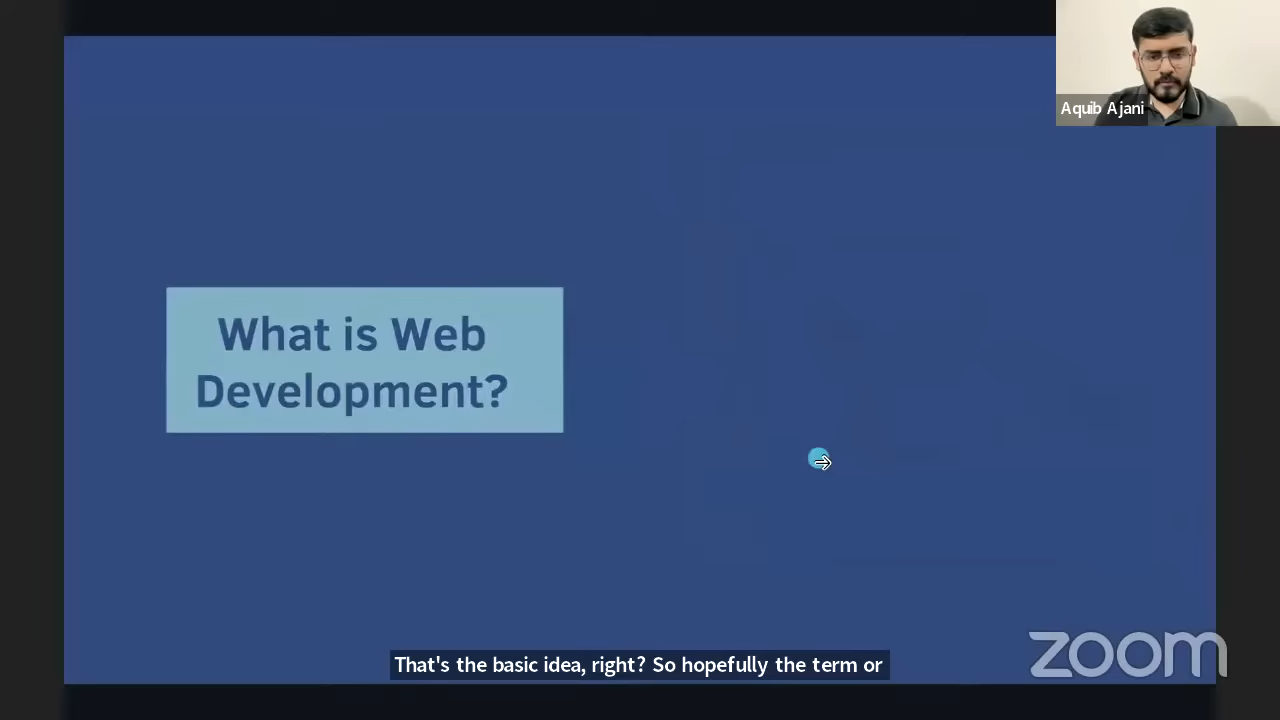 Aquib Ajani
What is Web
Development?
That's the basic idea, right? So hopefully the term or
zoom